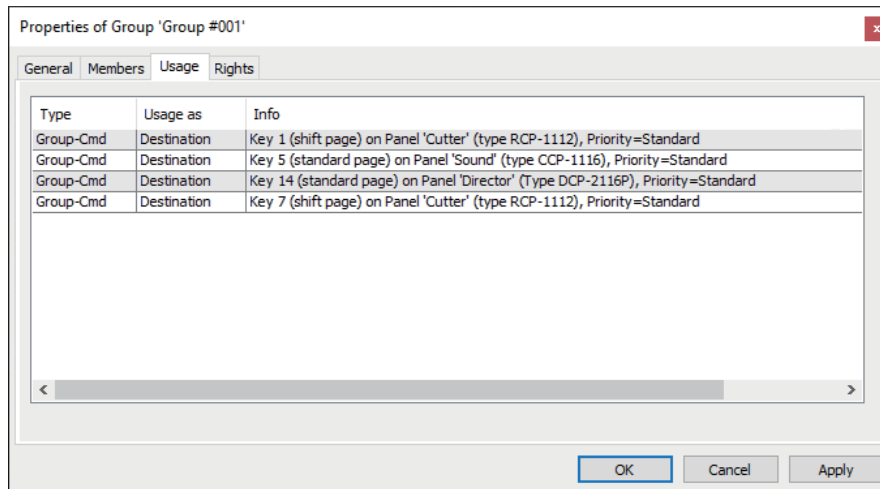 Properties of Group 'Group #001'
x
General Members Usage Rights
Type Usage as Info
Group-Cmd Destination Key 1 (shift page) on Panel 'Cutter' (type RCP-1112), Priority=Standard
Group-Cmd Destination Key 5 (standard page) on Panel 'Sound' (type CCP-1116), Priority=Standard
Group-Cmd Destination Key 14 (standard page) on Panel 'Director' (Type DCP-2116P), Priority=Standard
Group-Cmd Destination Key 7 (shift page) on Panel 'Cutter' (type RCP-1112), Priority=Standard
OK Cancel Apply